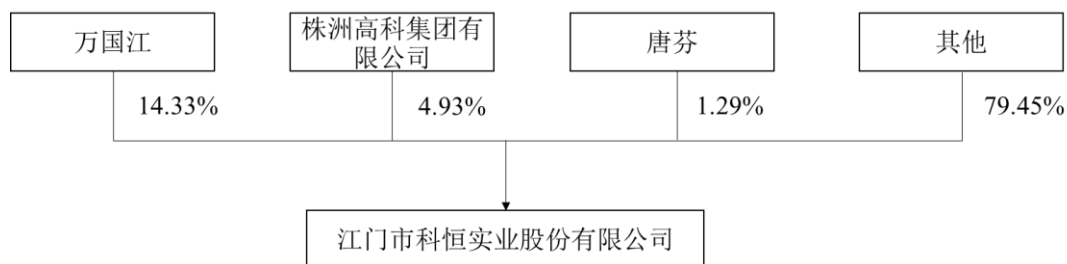 万国江
株洲高科集团有
限公司
唐芬
其他
14.33%
4.93%
1.29%
79.45%
江门市科恒实业股份有限公司